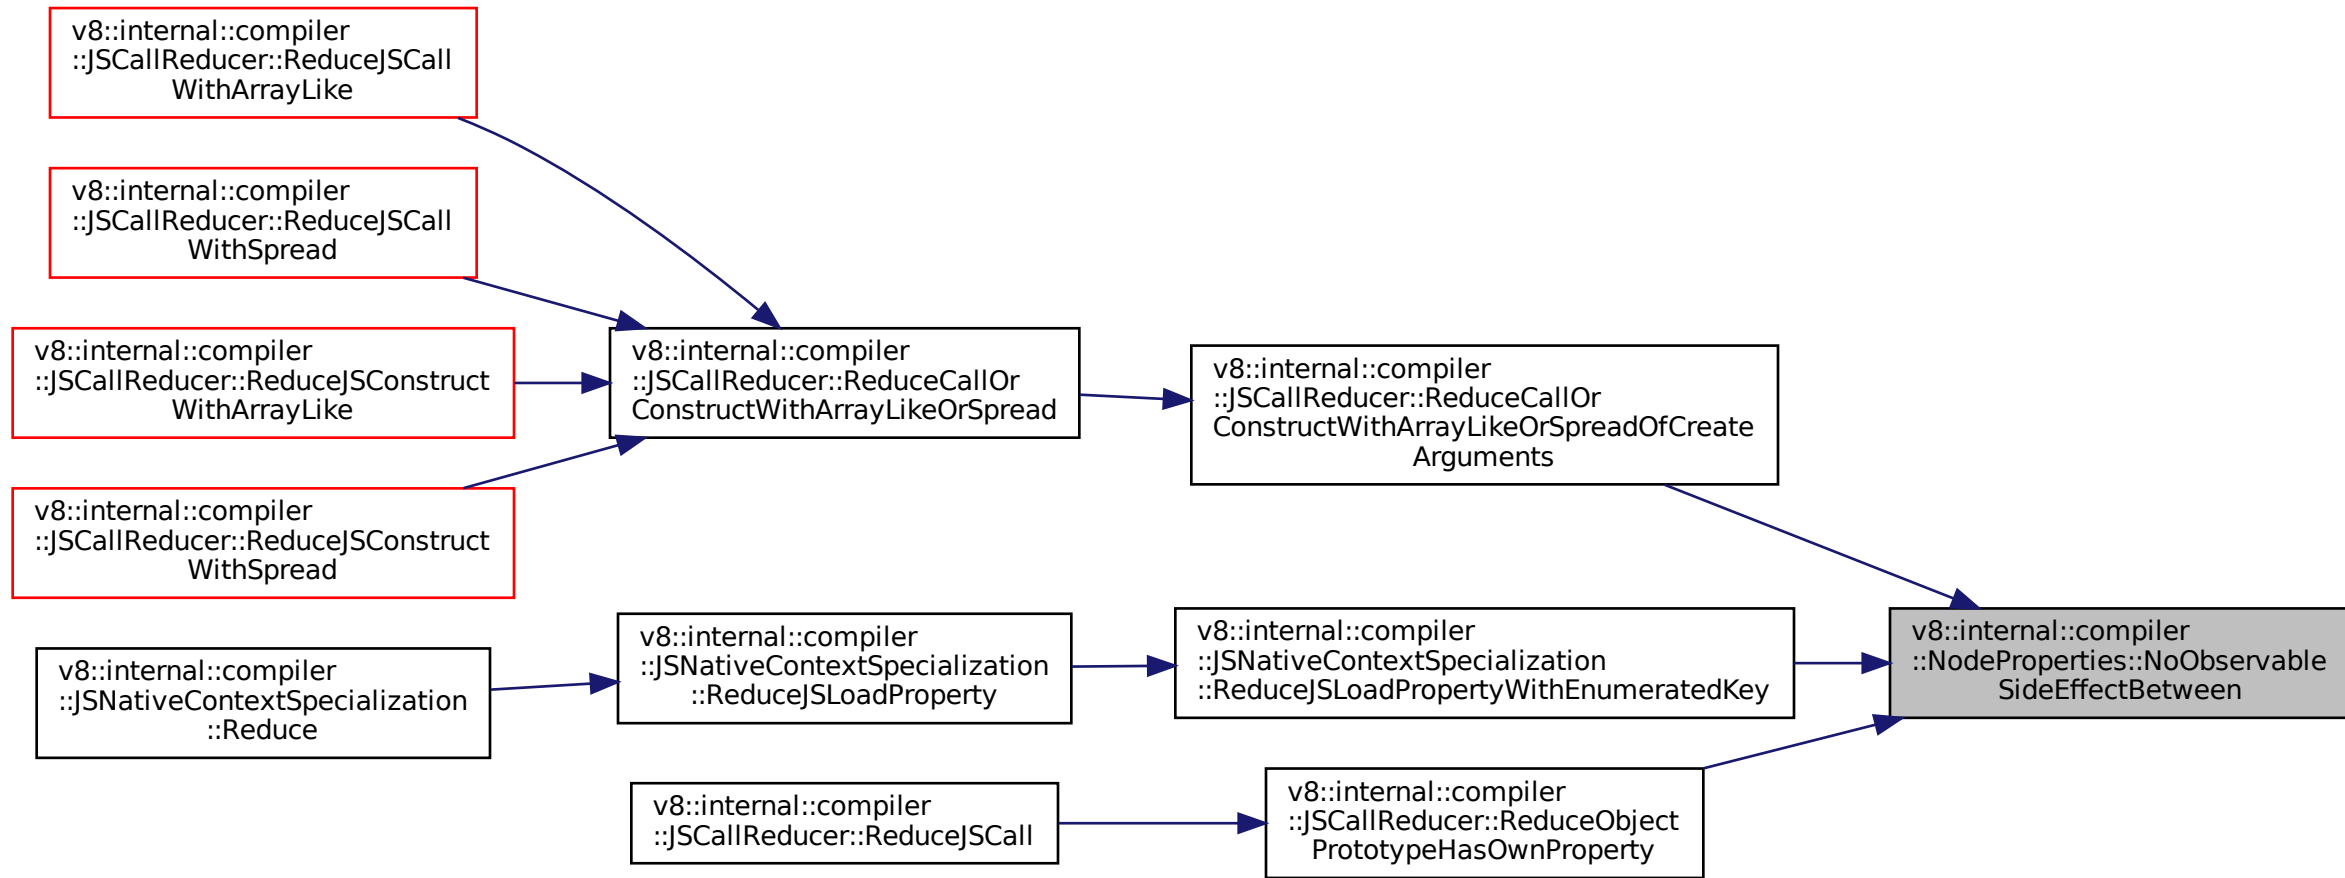 v8::internal::compiler
::JSCallReducer::ReduceJSCall
WithArrayLike
v8::internal::compiler
::JSCallReducer::ReduceJSCall
WithSpread
v8::internal::compiler
::JSCallReducer::ReduceJSConstruct
WithArrayLike
v8::internal::compiler
::JSCallReducer::ReduceJSConstruct
WithSpread
v8::internal::compiler
::JSCallReducer::ReduceCallOr
ConstructWithArrayLikeOrSpread
v8::internal::compiler
::JSCallReducer::ReduceCallOr
ConstructWithArrayLikeOrSpreadOfCreate
Arguments
v8::internal::compiler
::JSNativeContextSpecialization
::Reduce
v8::internal::compiler
::JSNativeContextSpecialization
::ReduceJSLoadProperty
v8::internal::compiler
::JSNativeContextSpecialization
::ReduceJSLoadPropertyWithEnumeratedKey
v8::internal::compiler
::NodeProperties::NoObservable
SideEffectBetween
v8::internal::compiler
::JSCallReducer::ReduceJSCall
v8::internal::compiler
::JSCallReducer::ReduceObject
PrototypeHasOwnProperty